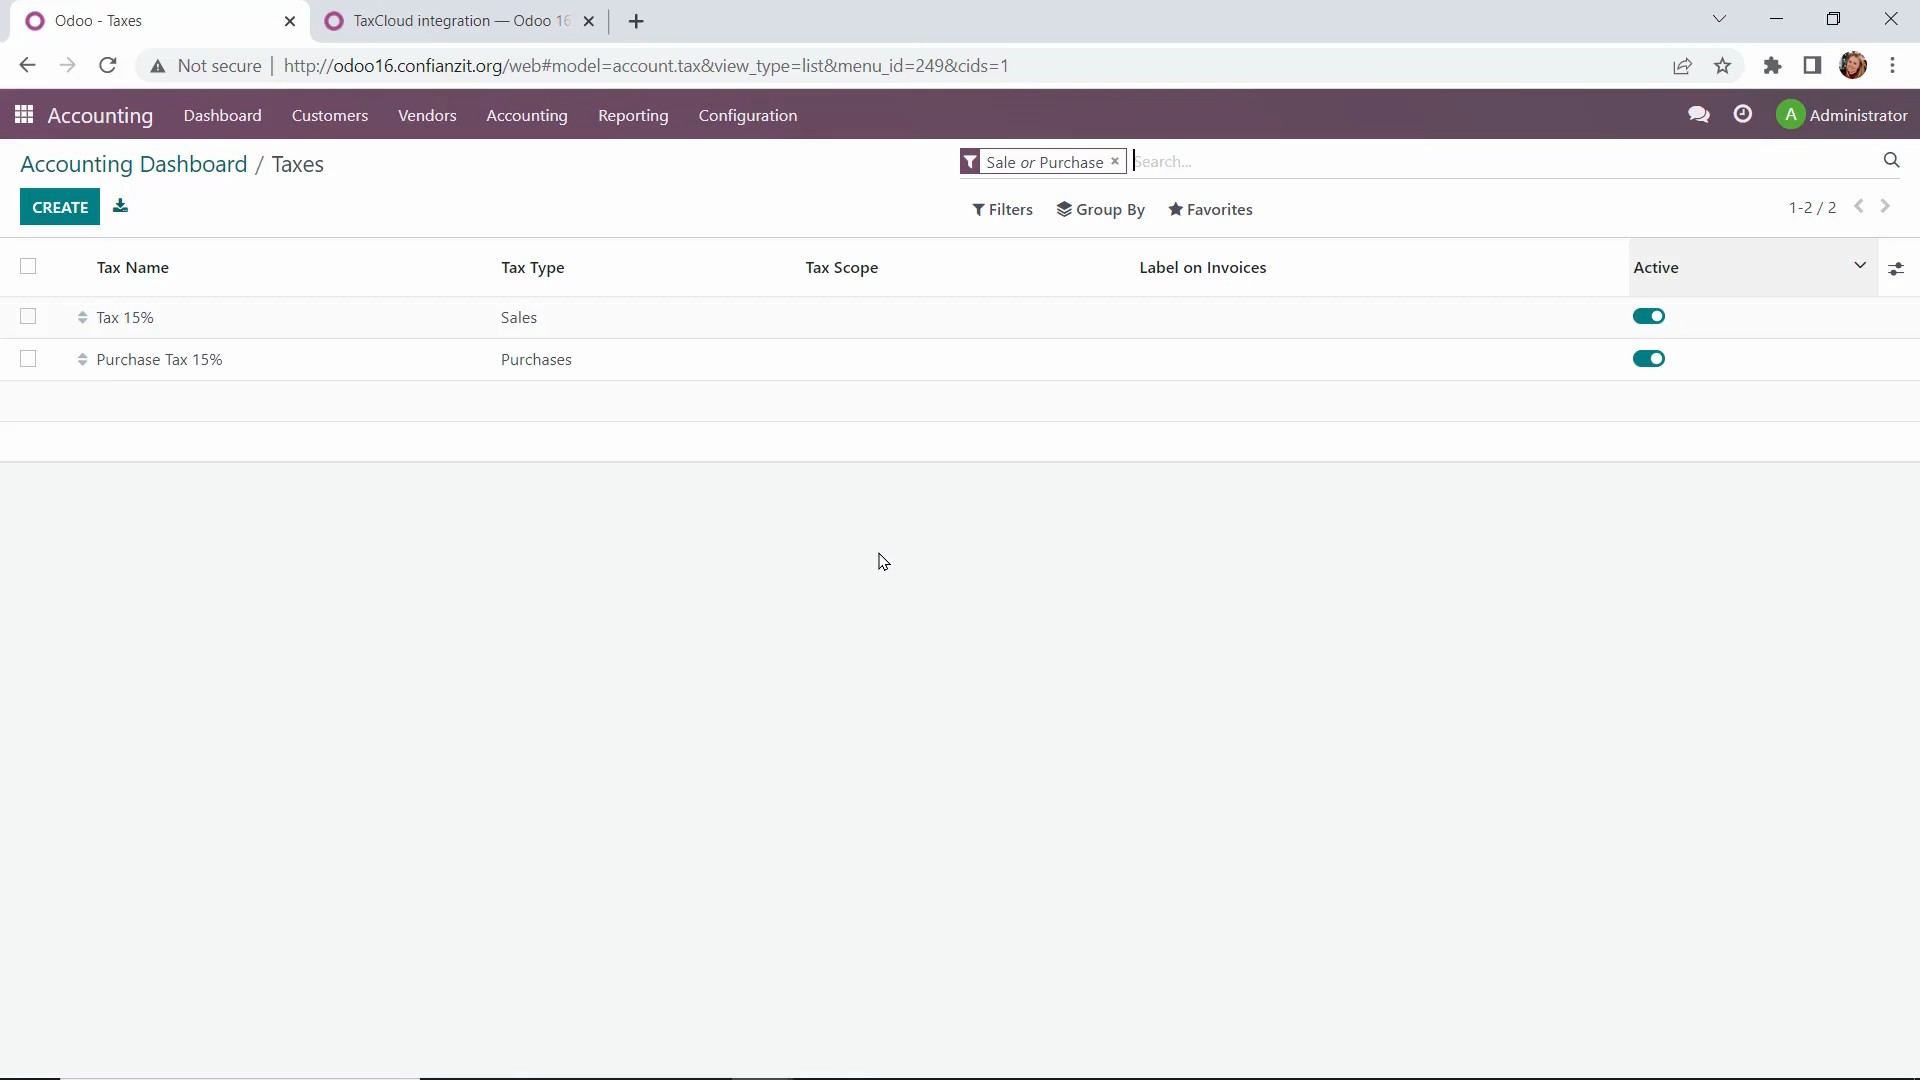 Odoo - Taxes
TaxCloud integration — Odoo 16
Not secure
http://odoo16.confianzit.org/web#model=account.tax&view_type=list&menu_id=249&cids=1
Accounting Dashboard Customers Vendors Accounting Reporting Configuration
A Administrator
Accounting Dashboard / Taxes
Sale or Purchase × Search...
CREATE
Filters Group By Favorites
1-2 / 2
Tax Name Tax Type Tax Scope Label on Invoices Active
Tax 15% Sales
Purchase Tax 15% Purchases